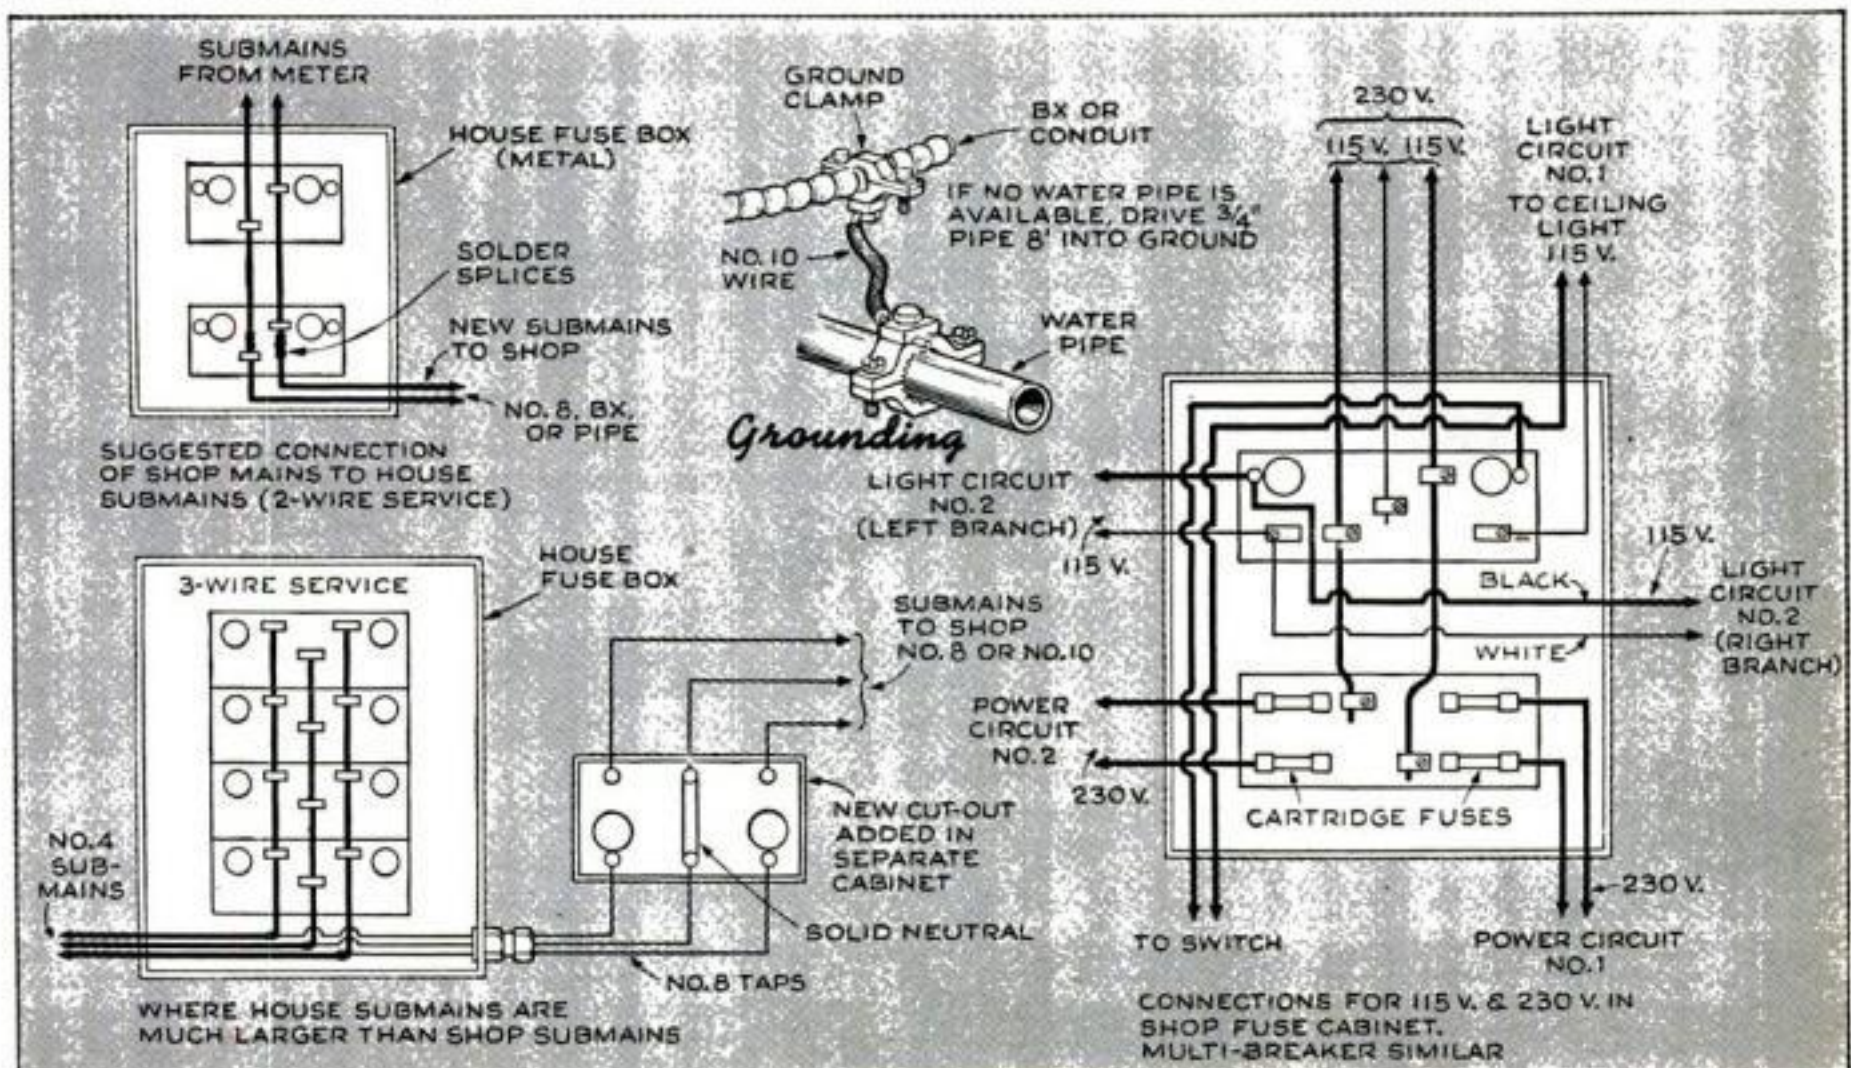 SUBMAINS
FROM METER
HOUSE FUSE BOX
(METAL)
SOLDER
SPLICES
NEW SUBMAINS
TO SHOP
NO. 8, BX,
OR PIPE
SUGGESTED CONNECTION
OF SHOP MAINS TO HOUSE
SUBMAINS (2-WIRE SERVICE)
GROUND
CLAMP
BX OR
CONDUIT
IF NO WATER PIPE IS
AVAILABLE, DRIVE 3/4"
PIPE 8' INTO GROUND
NO. 10
WIRE
WATER
PIPE
Grounding
3-WIRE SERVICE
HOUSE
FUSE BOX
SUBMAINS
TO SHOP
NO. 8 OR NO. 10
NEW CUT-OUT
ADDED IN
SEPARATE
CABINET
SOLID NEUTRAL
NO. 8 TAPS
NO. 4
SUB-
MAINS
WHERE HOUSE SUBMAINS ARE
MUCH LARGER THAN SHOP SUBMAINS
230 V.
115 V. 115 V.
LIGHT
CIRCUIT
NO. 1
TO CEILING
LIGHT
115 V.
LIGHT CIRCUIT
NO. 2
(LEFT BRANCH)
115 V.
BLACK
WHITE
115 V.
LIGHT
CIRCUIT
NO. 2
(RIGHT
BRANCH)
POWER
CIRCUIT
NO. 2
230 V.
CARTRIDGE FUSES
230 V.
TO SWITCH
POWER CIRCUIT
NO. 1
CONNECTIONS FOR 115 V. & 230 V. IN
SHOP FUSE CABINET.
MULTI-BREAKER SIMILAR